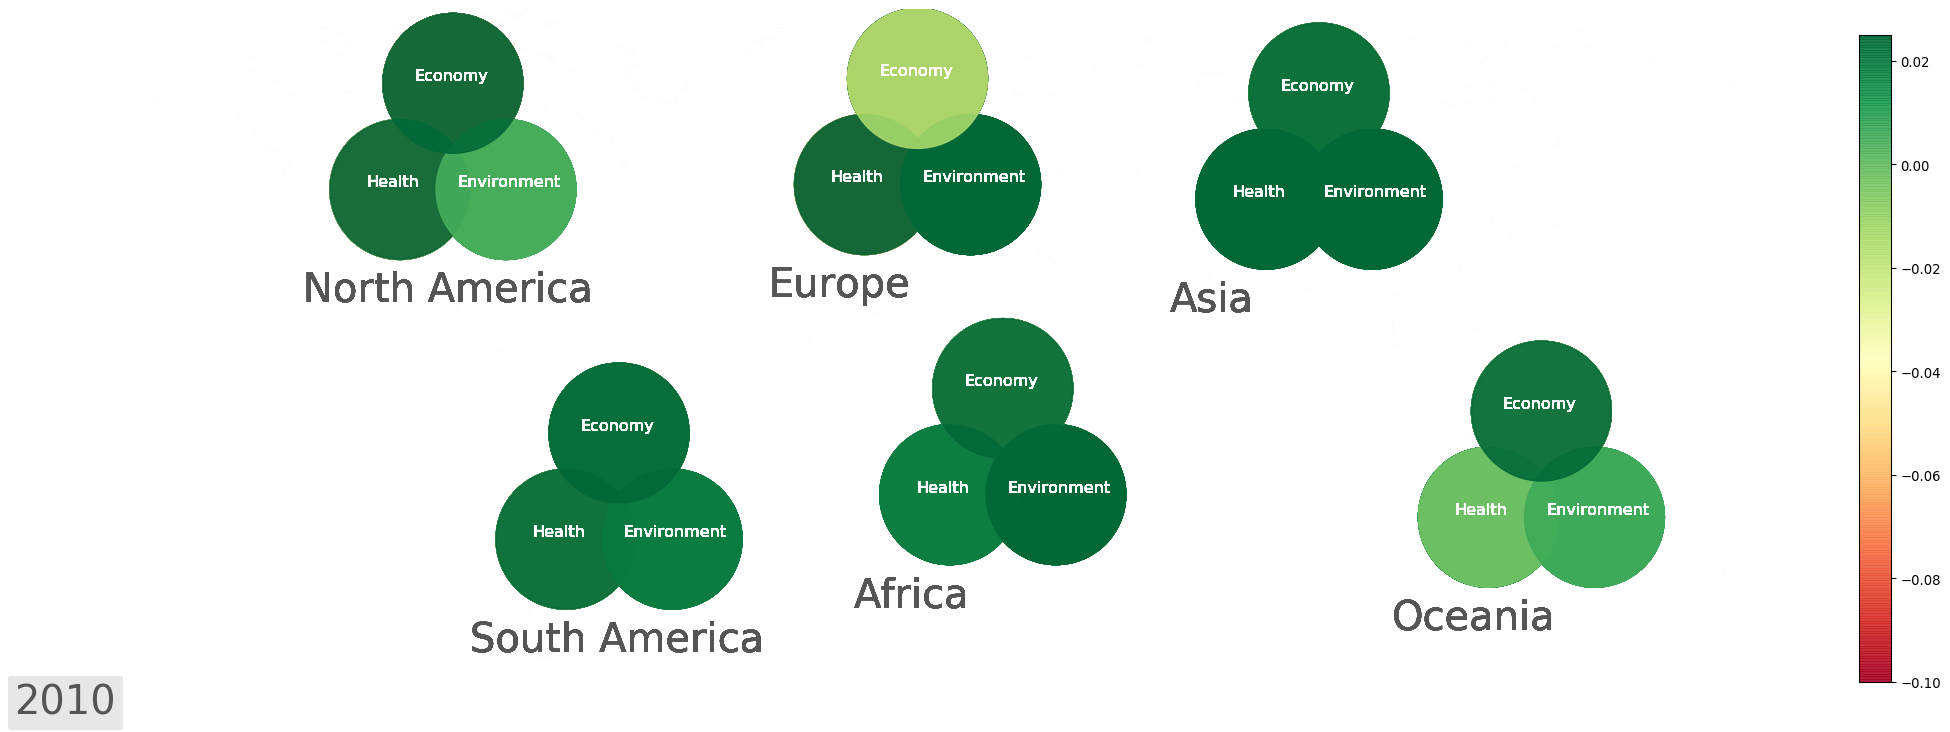 Economy
Health
Environment
North America
Economy
Health
Environment
Europe
Economy
Health
Environment
Asia
Economy
Health
Environment
South America
Economy
Health
Environment
Africa
Economy
Health
Environment
Oceania
2010
0.02
0.00
−0.02
−0.04
−0.06
−0.08
−0.10